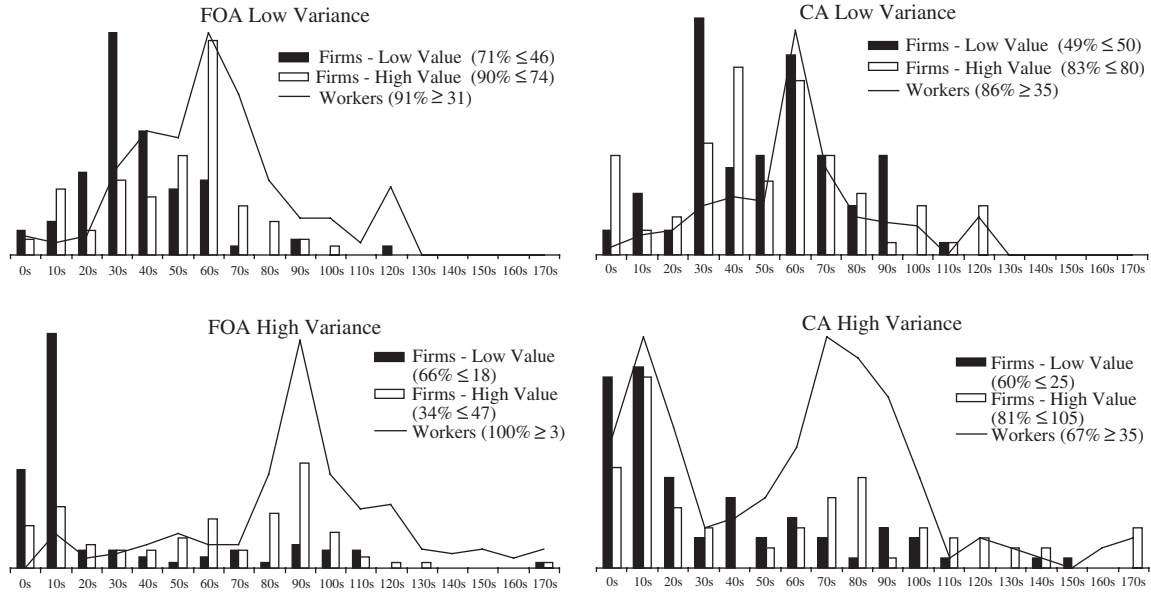 FOA Low Variance
Firms - Low Value (71% ≤ 46)
Firms - High Value (90% ≤ 74)
Workers (91% ≥ 31)
0s 10s 20s 30s 40s 50s 60s 70s 80s 90s 100s 110s 120s 130s 140s 150s 160s 170s
CA Low Variance
Firms - Low Value (49% ≤ 50)
Firms - High Value (83% ≤ 80)
Workers (86% ≥ 35)
0s 10s 20s 30s 40s 50s 60s 70s 80s 90s 100s 110s 120s 130s 140s 150s 160s 170s
FOA High Variance
Firms - Low Value
(66% ≤ 18)
Firms - High Value
(34% ≤ 47)
Workers (100% ≥ 3)
0s 10s 20s 30s 40s 50s 60s 70s 80s 90s 100s 110s 120s 130s 140s 150s 160s 170s
CA High Variance
Firms - Low Value
(60% ≤ 25)
Firms - High Value
(81% ≤ 105)
Workers (67% ≥ 35)
0s 10s 20s 30s 40s 50s 60s 70s 80s 90s 100s 110s 120s 130s 140s 150s 160s 170s